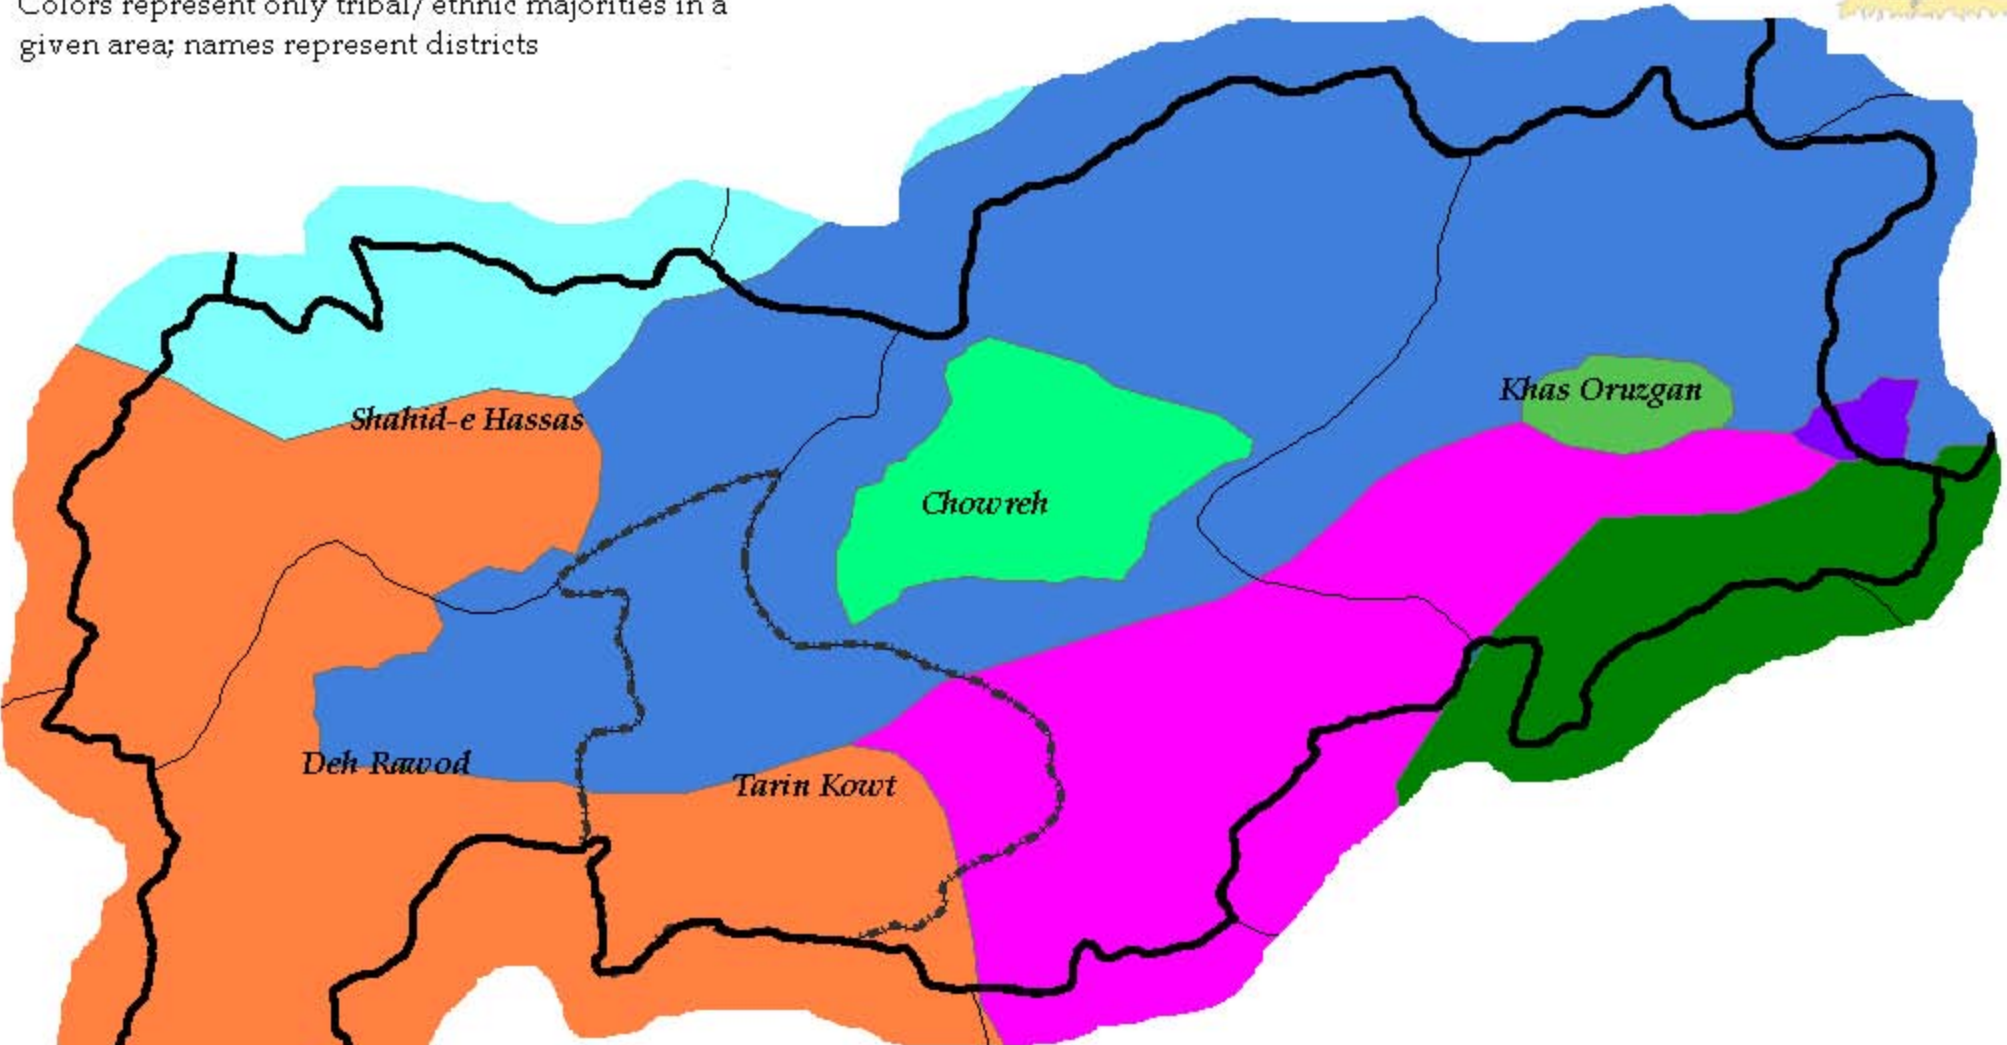 Colors represent only tribal/ ethnic majorities in a
given area; names represent districts
Khas Oruzgan
Shahid-e Hassas
Chowreh
Deh Rawod
Tarin Kowt